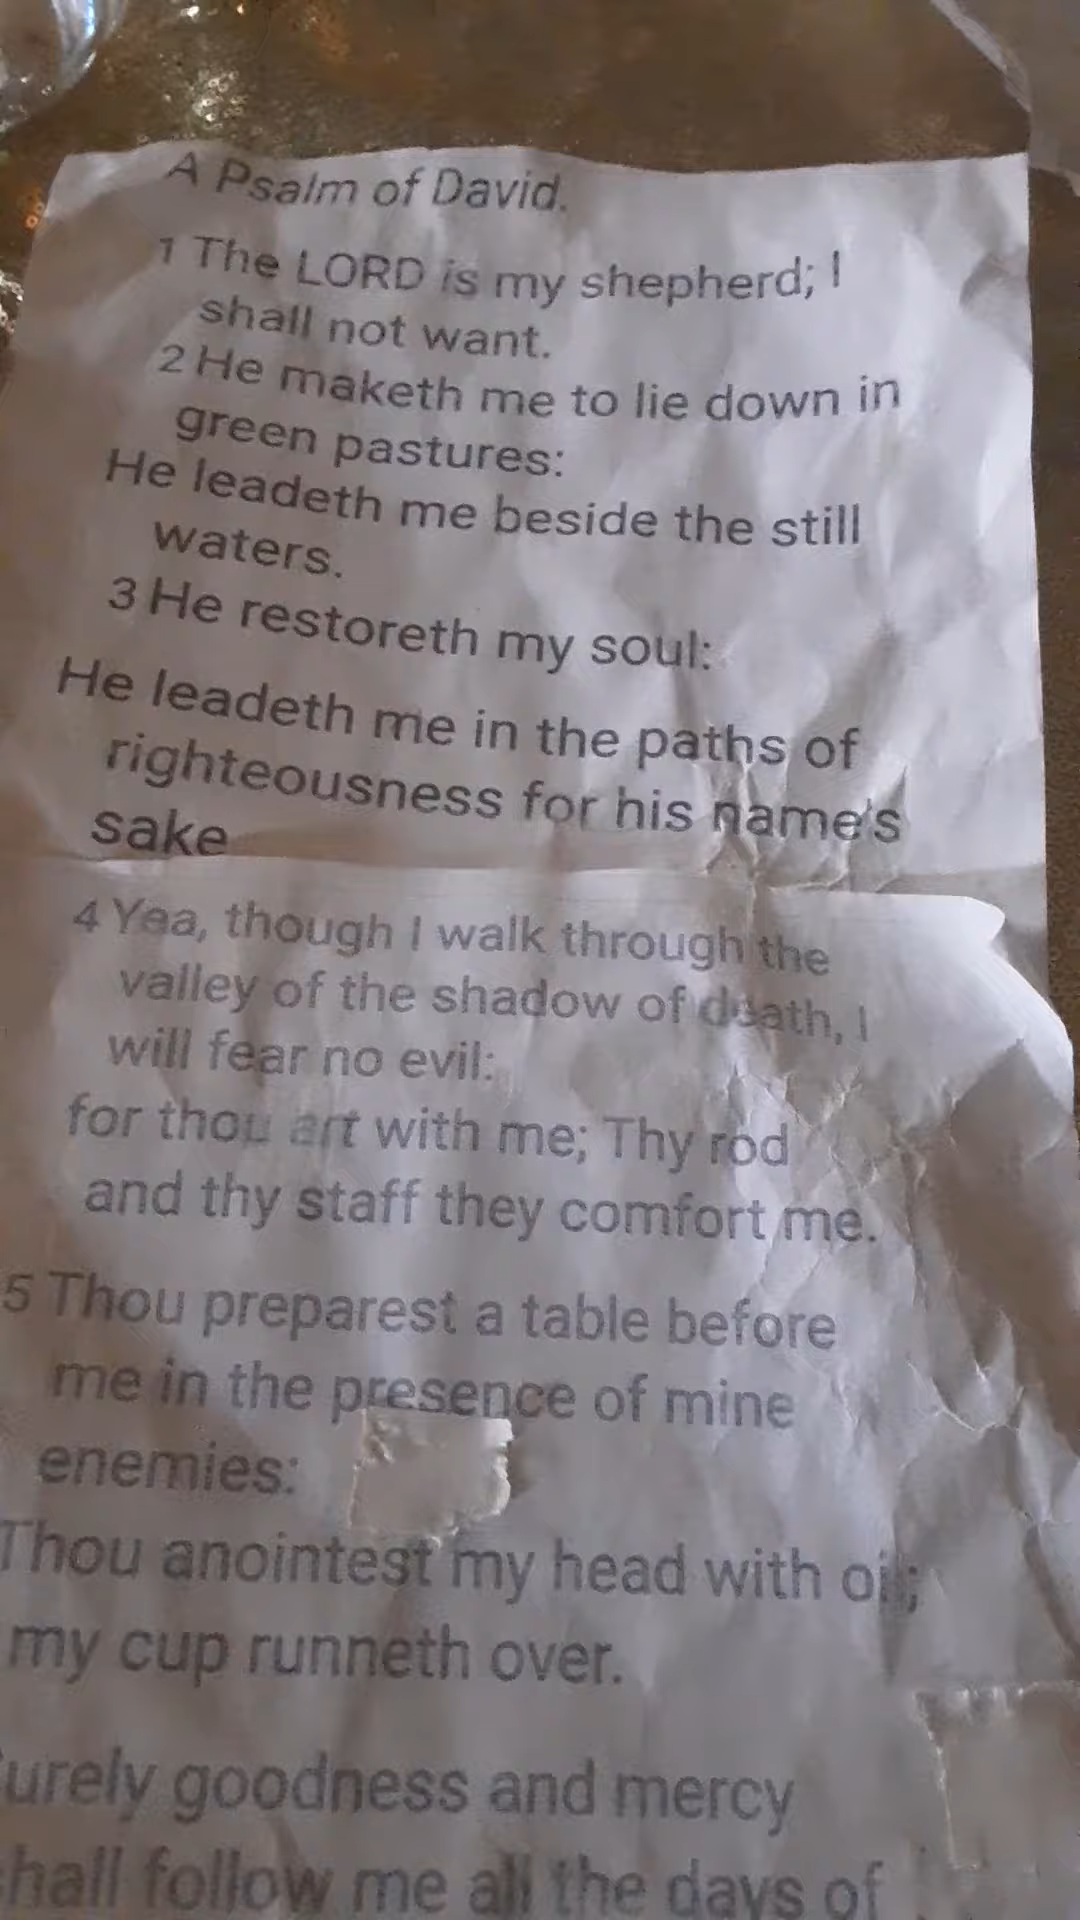 A Psalm of David.
1 The LORD is my shepherd; I
shall not want.
2 He maketh me to lie down in
green pastures:
He leadeth me beside the still
waters.
3 He restoreth my soul:
He leadeth me in the paths of
righteousness for his name's
sake
4 Yea, though I walk through the
valley of the shadow of death, I
will fear no evil:
for thou art with me; Thy rod
and thy staff they comfort me.
5 Thou preparest a table before
me in the presence of mine
enemies:
Thou anointest my head with oil;
my cup runneth over.
urely goodness and mercy
hall follow me all the days of